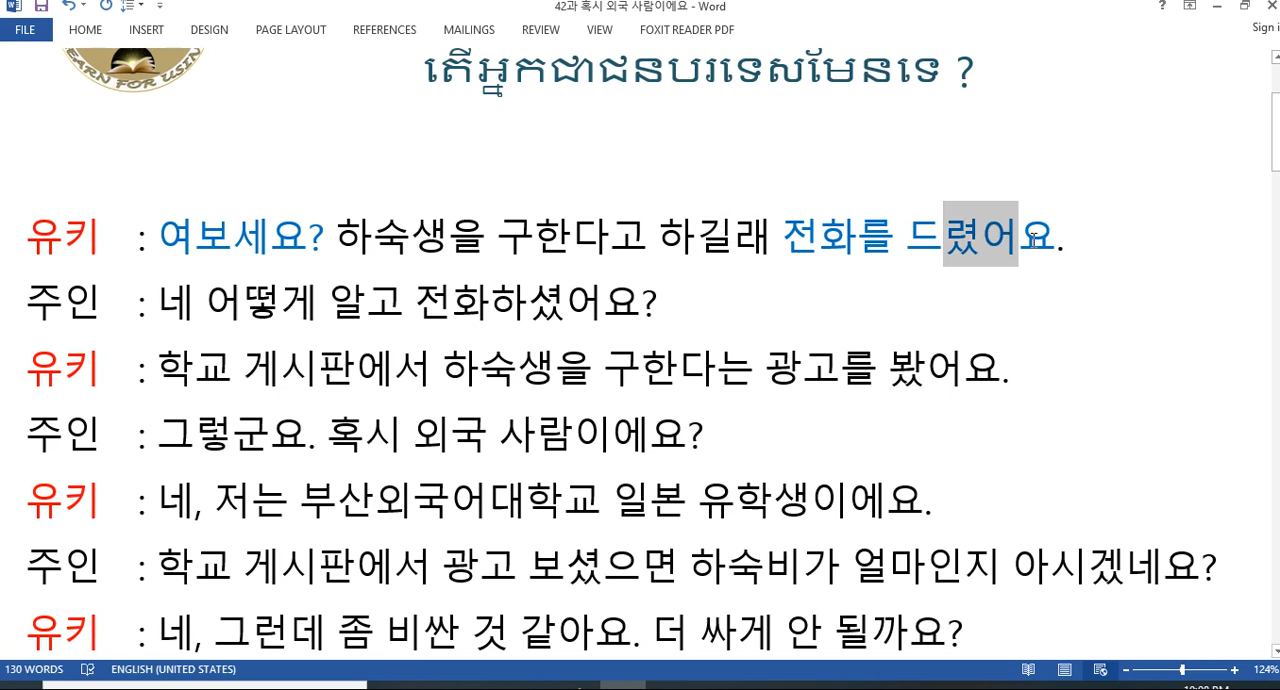 42과 혹시 외국 사람이에요 - Word
FILE HOME INSERT DESIGN PAGE LAYOUT REFERENCES MAILINGS REVIEW VIEW FOXIT READER PDF Sign i
EARN FOR USIN
តើអ្នកជាជនបរទេសមែនទេ ?
유키 : 여보세요? 하숙생을 구한다고 하길래 전화를 드렸어요.
주인 : 네 어떻게 알고 전화하셨어요?
유키 : 학교 게시판에서 하숙생을 구한다는 광고를 봤어요.
주인 : 그렇군요. 혹시 외국 사람이에요?
유키 : 네, 저는 부산외국어대학교 일본 유학생이에요.
주인 : 학교 게시판에서 광고 보셨으면 하숙비가 얼마인지 아시겠네요?
유키 : 네, 그런데 좀 비싼 것 같아요. 더 싸게 안 될까요?
130 WORDS ENGLISH (UNITED STATES) 124%